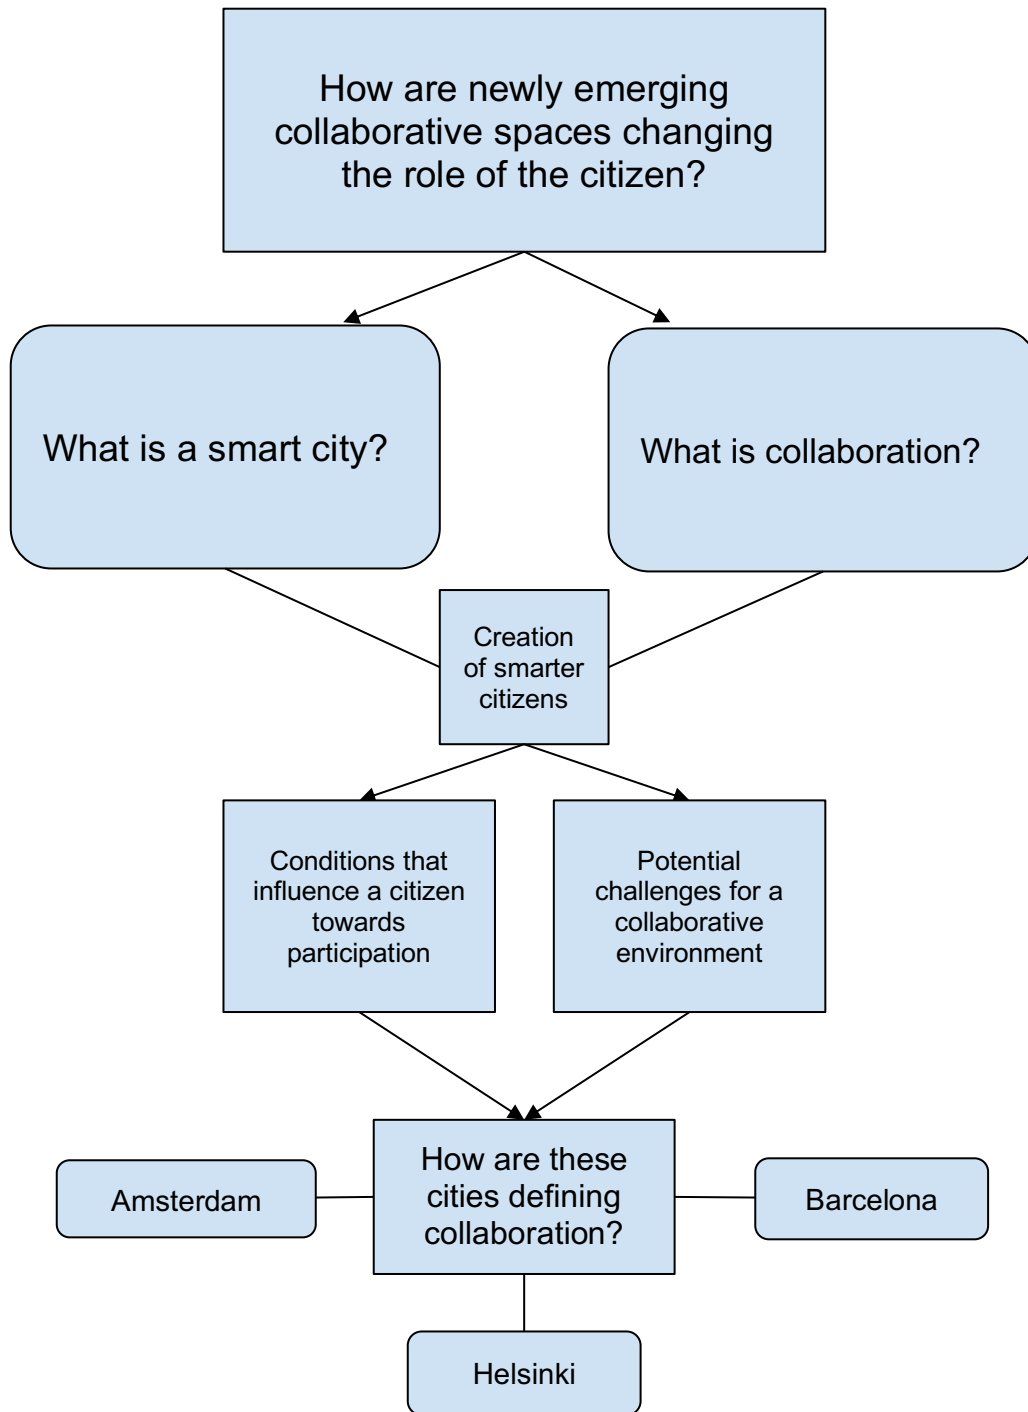 How are newly emerging
collaborative spaces changing
the role of the citizen?
What is a smart city?
What is collaboration?
Creation
of smarter
citizens
Conditions that
influence a citizen
towards
participation
Potential
challenges for a
collaborative
environment
How are these
cities defining
collaboration?
Amsterdam
Barcelona
Helsinki